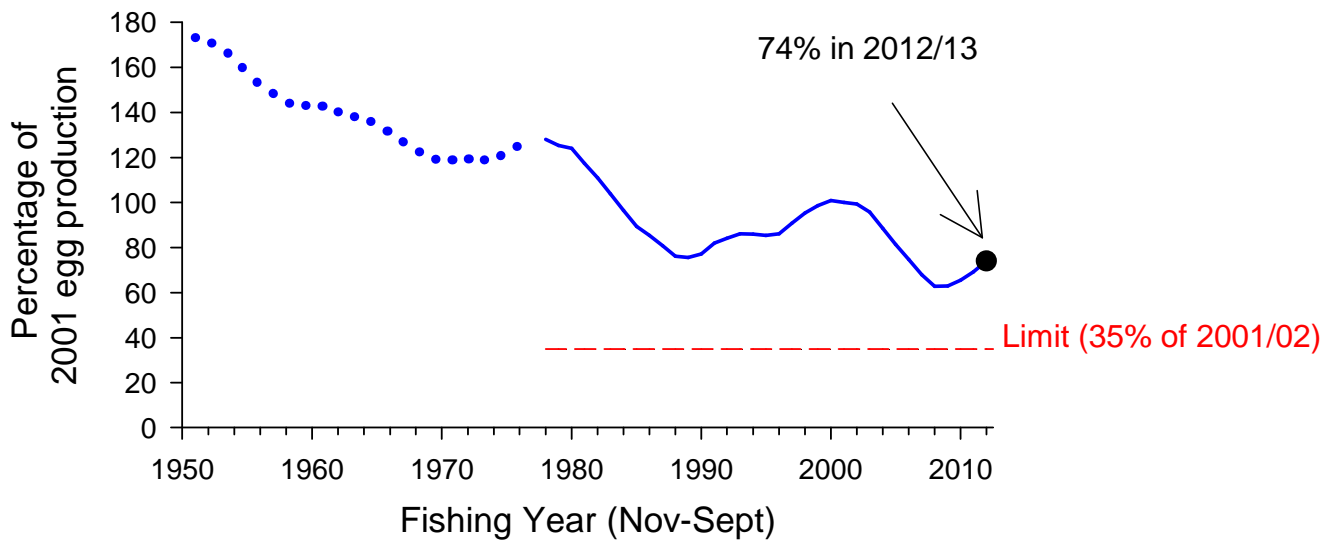 180
160
140
120
100
80
60
40
20
0
Percentage of
2001 egg production
74% in 2012/13
Limit (35% of 2001/02)
1950 1960 1970 1980 1990 2000 2010
Fishing Year (Nov-Sept)